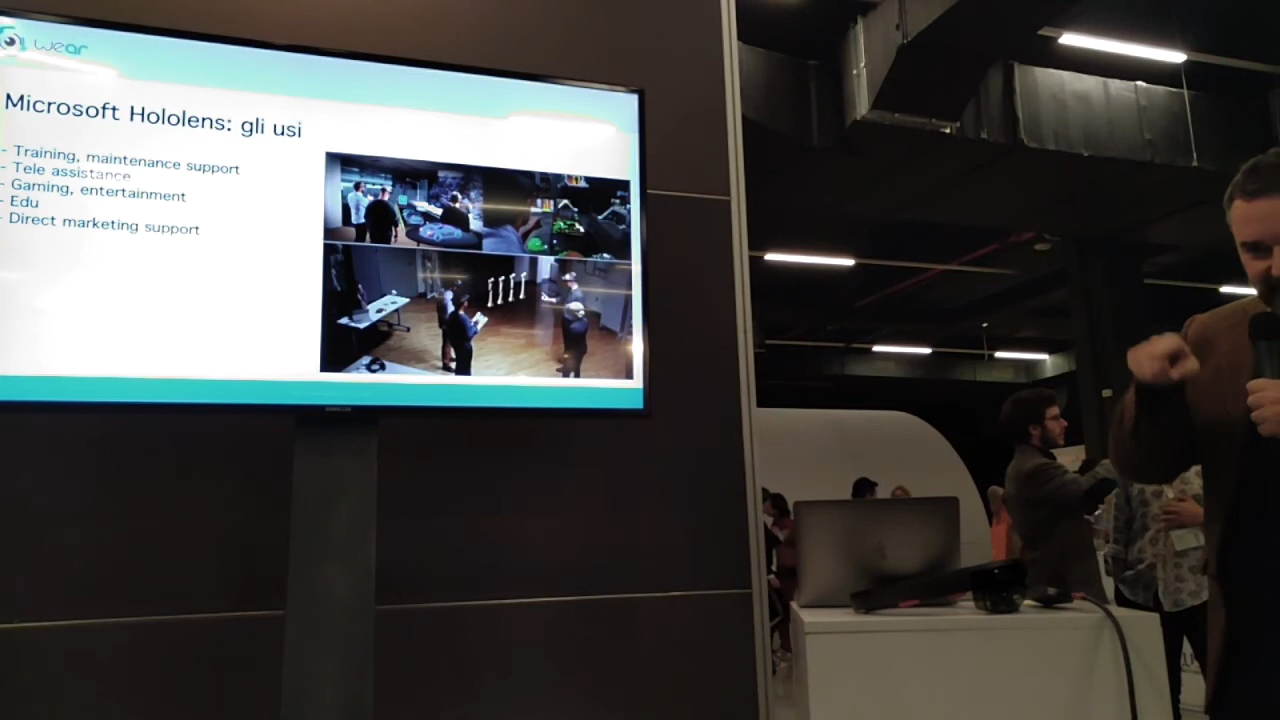 wear
Microsoft Hololens: gli usi
- Training, maintenance support
- Tele assistance
- Gaming, entertainment
- Edu
- Direct marketing support